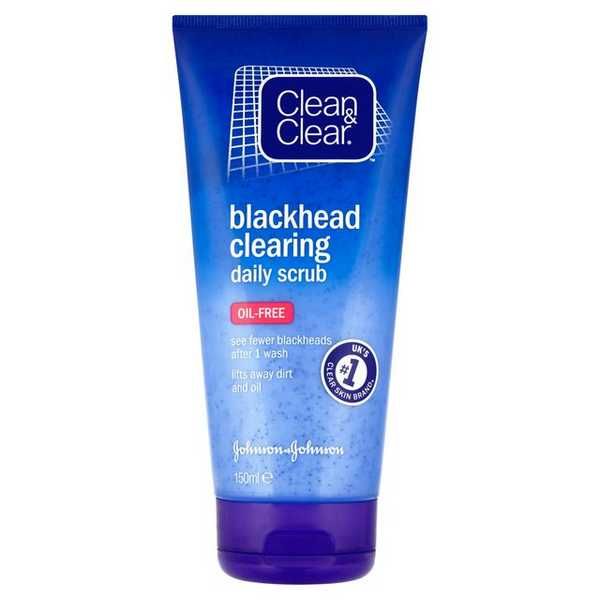 Clean &
Clear®
™
blackhead
clearing
daily scrub
OIL-FREE
see fewer blackheads
after 1 wash
lifts away dirt
and oil
UK'S
#1
CLEAR SKIN BRAND*
Johnson & Johnson
150ml ℮